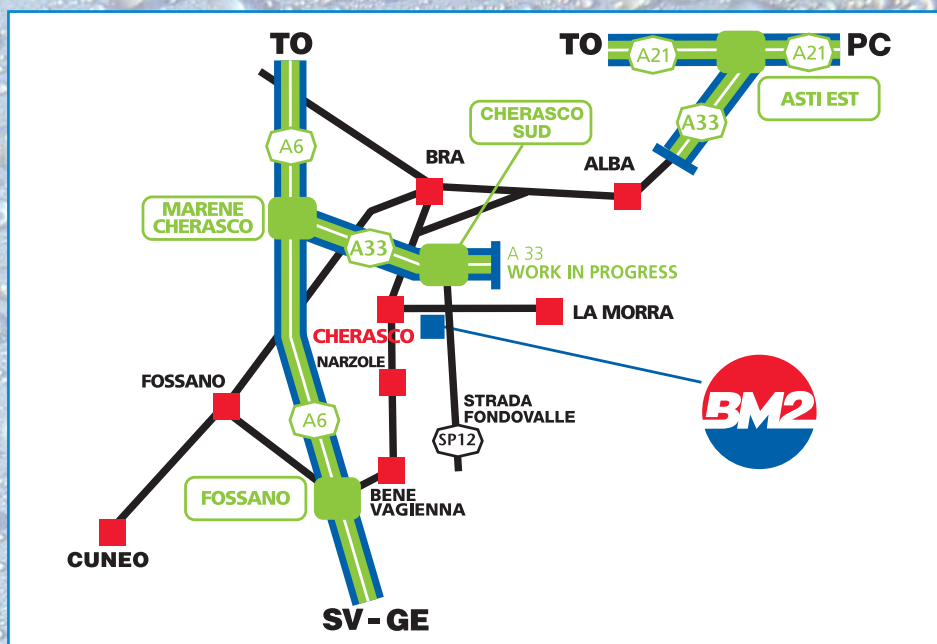 TO
TO
A21
A21
PC
ASTI EST
A33
CHERASCO
SUD
A6
BRA
ALBA
MARENE
CHERASCO
A33
A 33
WORK IN PROGRESS
CHERASCO
LA MORRA
NARZOLE
FOSSANO
STRADA
FONDOVALLE
BM2
A6
SP12
FOSSANO
BENE
VAGIENNA
CUNEO
SV - GE